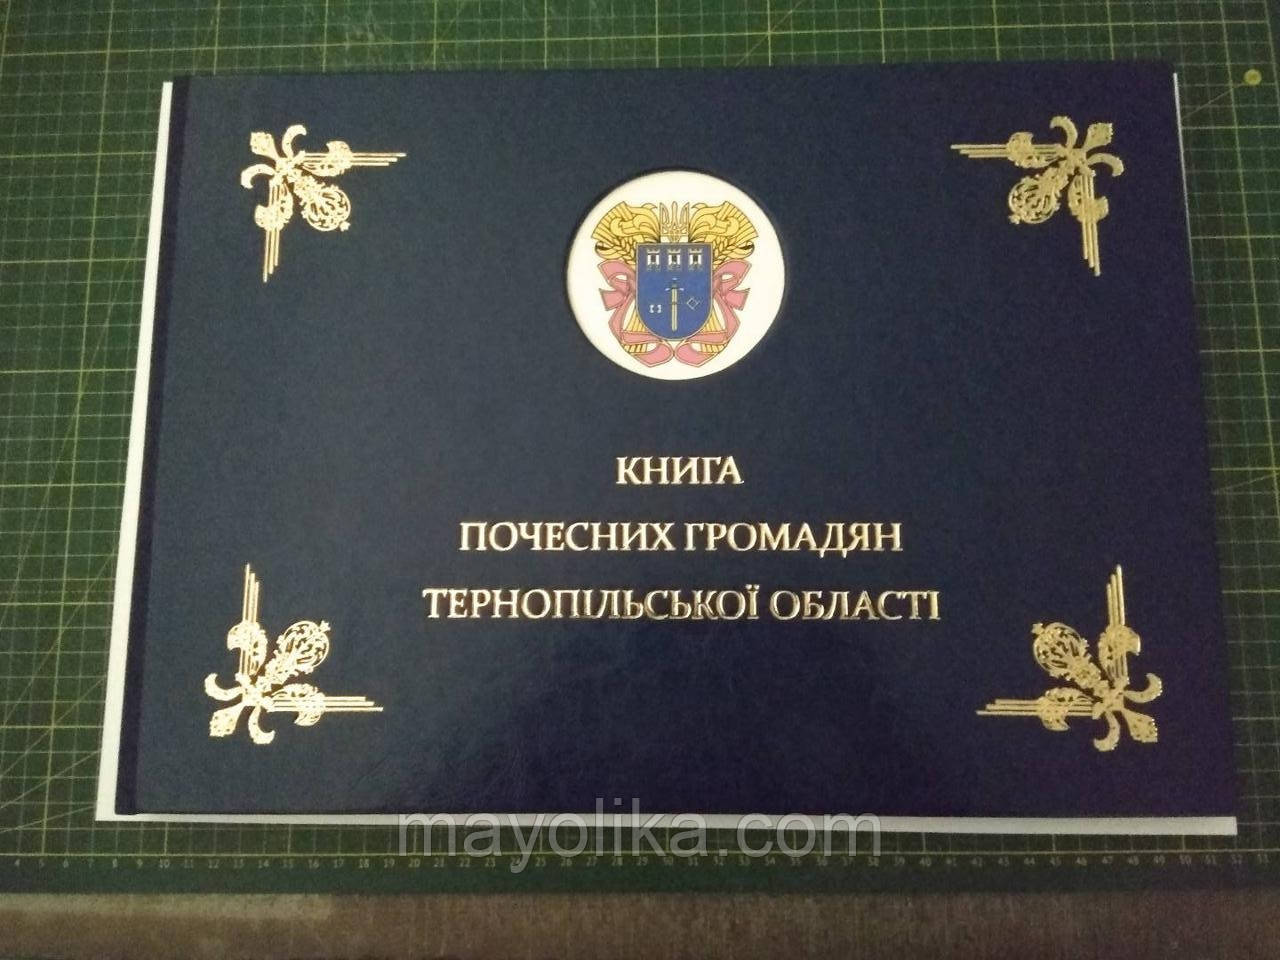 КНИГА
ПОЧЕСНИХ ГРОМАДЯН
ТЕРНОПІЛЬСЬКОЇ ОБЛАСТІ
mayolika.com